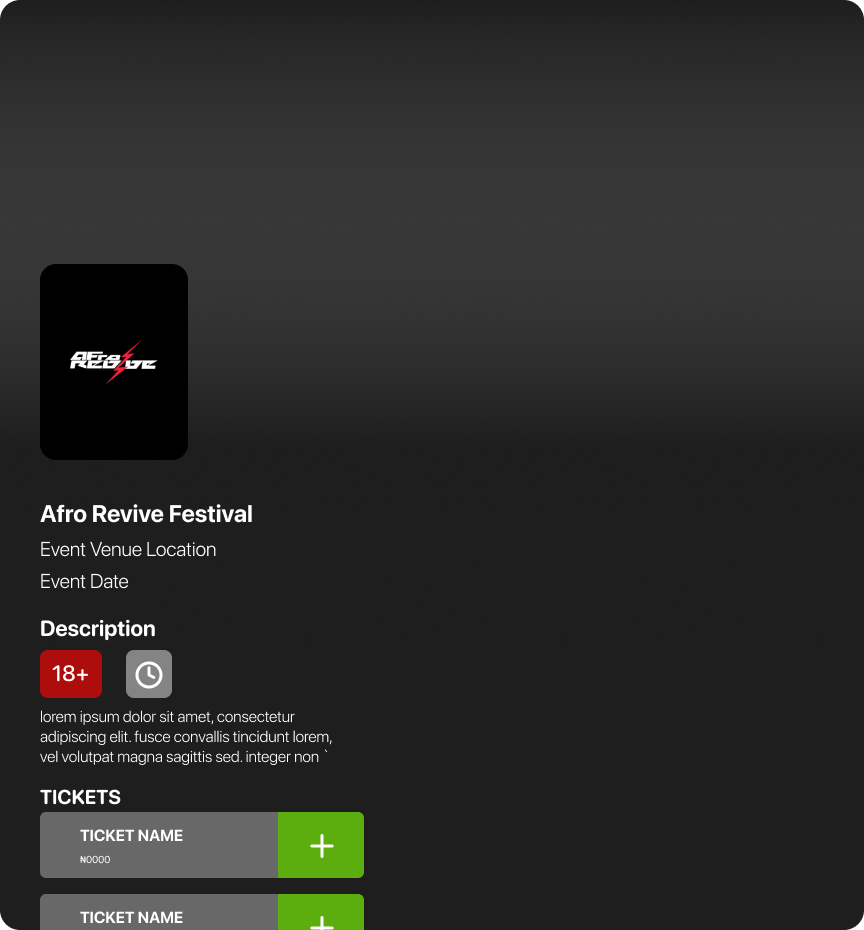 AFro
REVIVE
Afro Revive Festival
Event Venue Location
Event Date
Description
18+
lorem ipsum dolor sit amet, consectetur
adipiscing elit. fusce convallis tincidunt lorem,
vel volutpat magna sagittis sed. integer non `
TICKETS
TICKET NAME
₦0000
TICKET NAME